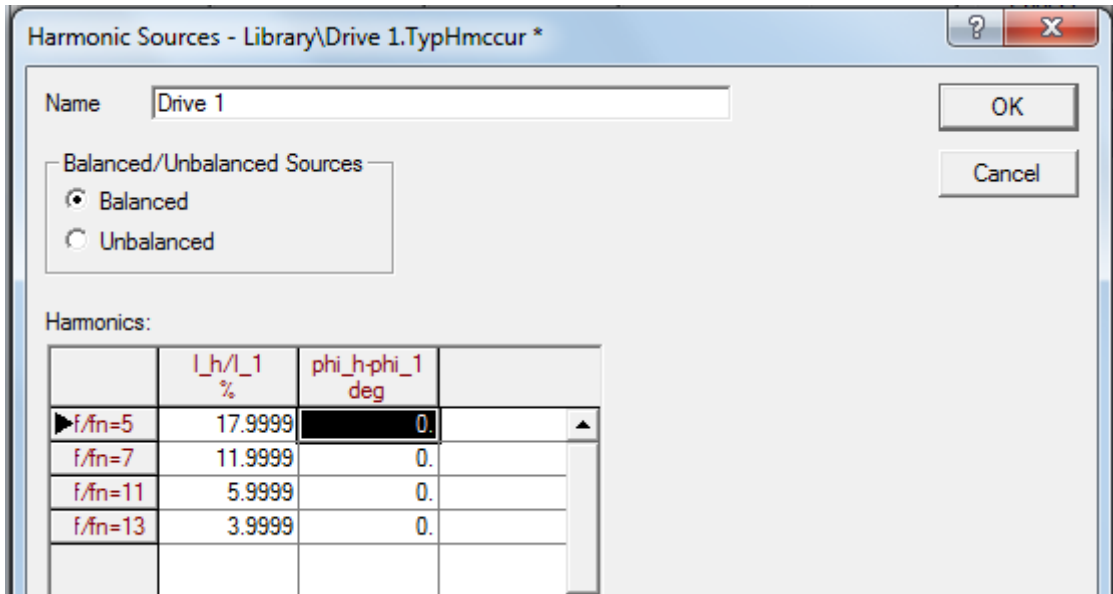 Harmonic Sources - Library\Drive 1.TypHmccur *
Name Drive 1
OK
Balanced/Unbalanced Sources
Cancel
Balanced
Unbalanced
Harmonics:
I_h/I_1 phi_h-phi_1
% deg
f/fn=5 17.9999 0.
f/fn=7 11.9999 0.
f/fn=11 5.9999 0.
f/fn=13 3.9999 0.